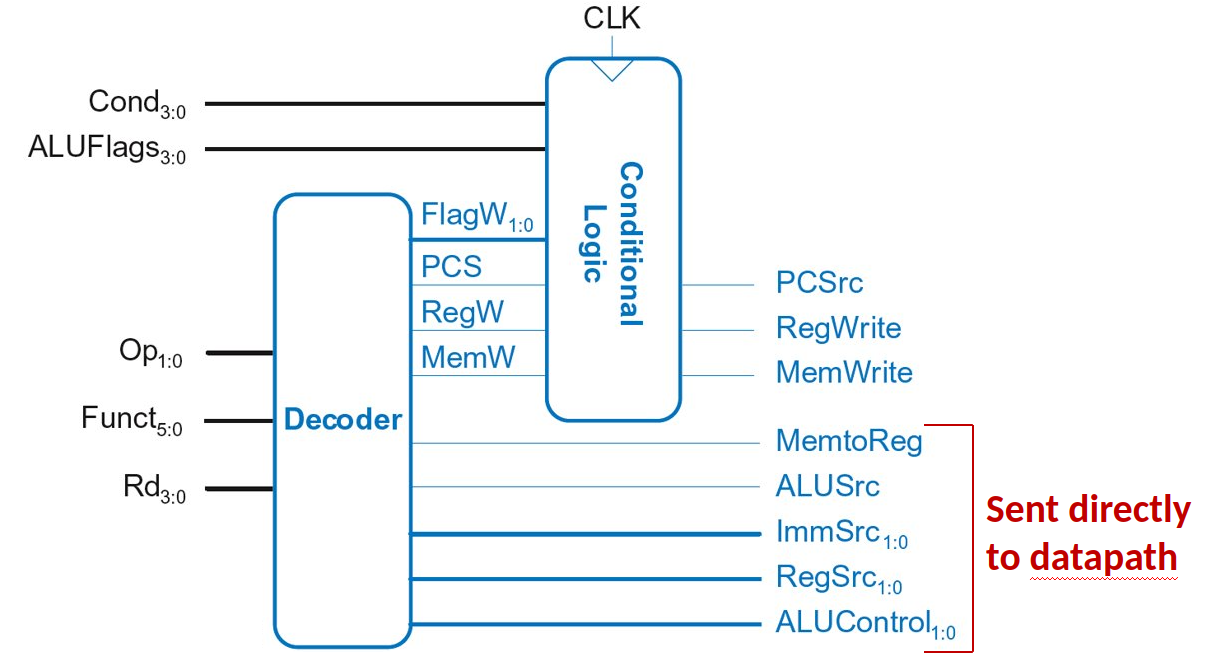 CLK
Cond3:0
ALUFlags3:0
Conditional
Logic
FlagW1:0
PCS
RegW
MemW
PCSrc
RegWrite
MemWrite
Op1:0
Funct5:0
Rd3:0
Decoder
MemtoReg
ALUSrc
ImmSrc1:0
RegSrc1:0
ALUControl1:0
Sent directly
to datapath